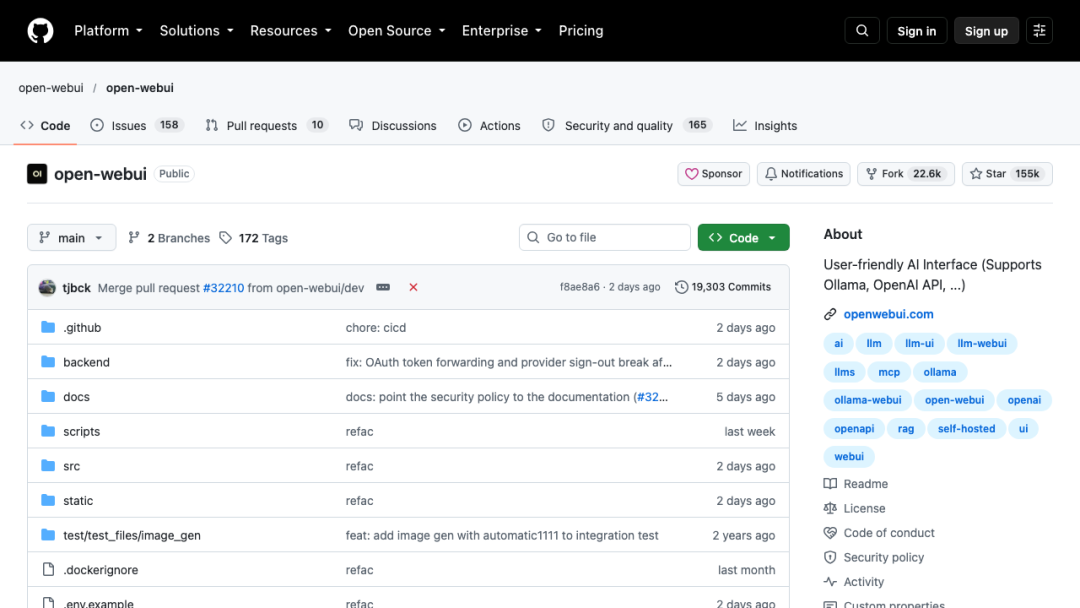 Platform Solutions Resources Open Source Enterprise Pricing Sign in Sign up
open-webui / open-webui
Code Issues 158 Pull requests 10 Discussions Actions Security and quality 165 Insights
OI open-webui Public Sponsor Notifications Fork 22.6k Star 155k
main 2 Branches 172 Tags Go to file Code
tjbck Merge pull request #32210 from open-webui/dev f8ae8a6 · 2 days ago 19,303 Commits
.github chore: cicd 2 days ago
backend fix: OAuth token forwarding and provider sign-out break af... 2 days ago
docs docs: point the security policy to the documentation (#32... 5 days ago
scripts refac last week
src refac 2 days ago
static refac 2 days ago
test/test_files/image_gen feat: add image gen with automatic1111 to integration test 2 years ago
.dockerignore refac last month
.env.example refac 2 days ago
About
User-friendly AI Interface (Supports
Ollama, OpenAI API, ...)
openwebui.com
ai llm llm-ui llm-webui
llms mcp ollama
ollama-webui open-webui openai
openapi rag self-hosted ui
webui
Readme
License
Code of conduct
Security policy
Activity
Custom properties